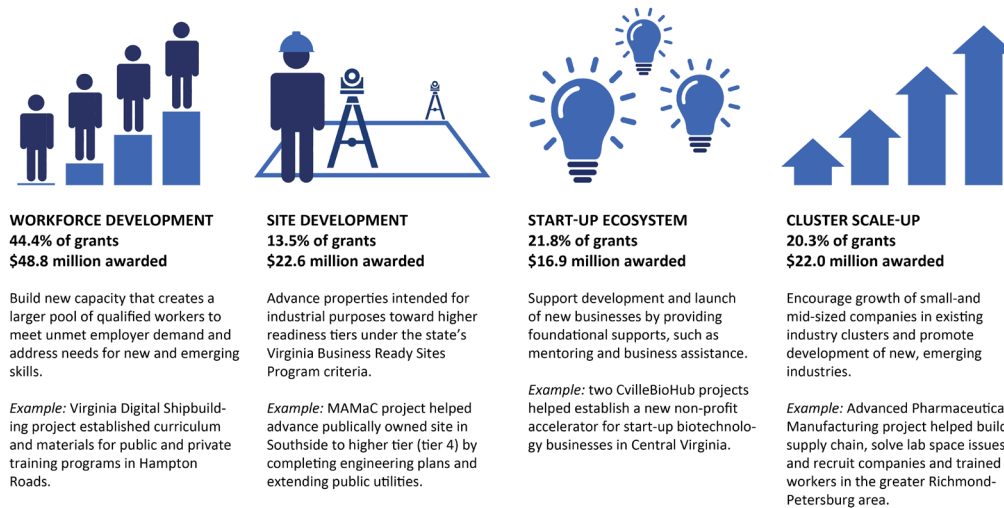 WORKFORCE DEVELOPMENT
44.4% of grants
$48.8 million awarded
Build new capacity that creates a
larger pool of qualified workers to
meet unmet employer demand and
address needs for new and emerging
skills.
Example: Virginia Digital Shipbuild-
ing project established curriculum
and materials for public and private
training programs in Hampton
Roads.
SITE DEVELOPMENT
13.5% of grants
$22.6 million awarded
Advance properties intended for
industrial purposes toward higher
readiness tiers under the state’s
Virginia Business Ready Sites
Program criteria.
Example: MAMaC project helped
advance publically owned site in
Southside to higher tier (tier 4) by
completing engineering plans and
extending public utilities.
START-UP ECOSYSTEM
21.8% of grants
$16.9 million awarded
Support development and launch
of new businesses by providing
foundational supports, such as
mentoring and business assistance.
Example: two CvilleBioHub projects
helped establish a new non-profit
accelerator for start-up biotechnolo-
gy businesses in Central Virginia.
CLUSTER SCALE-UP
20.3% of grants
$22.0 million awarded
Encourage growth of small-and
mid-sized companies in existing
industry clusters and promote
development of new, emerging
industries.
Example: Advanced Pharmaceutica
Manufacturing project helped build
supply chain, solve lab space issues
and recruit companies and trained
workers in the greater Richmond-
Petersburg area.